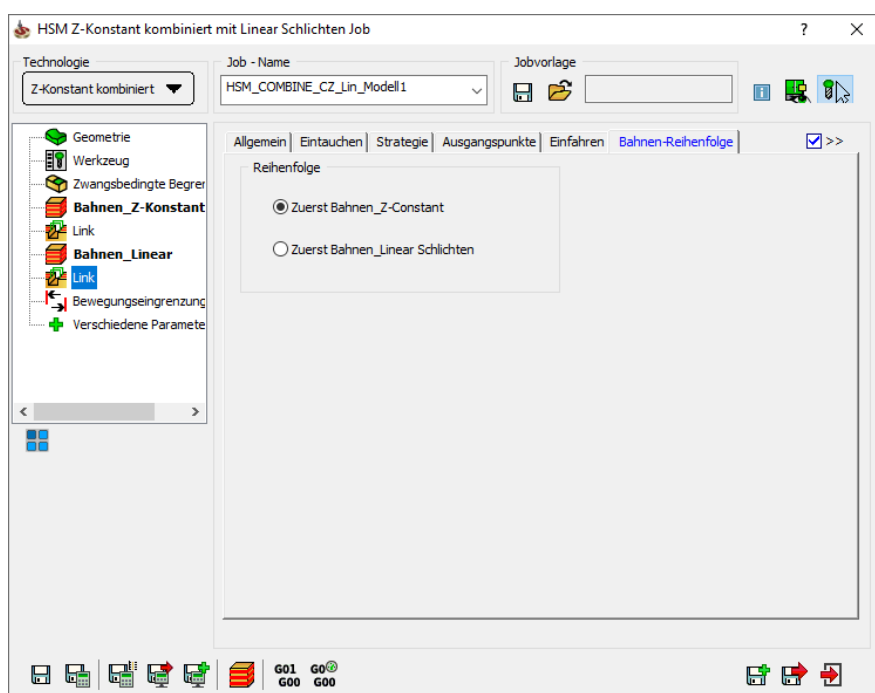 HSM Z-Konstant kombiniert mit Linear Schlichten Job
?
Technologie
Job - Name
Jobvorlage
Z-Konstant kombiniert
HSM_COMBINE_CZ_Lin_Modell1
Geometrie
Werkzeug
Zwangsbedingte Begrer
Bahnen_Z-Konstant
Link
Bahnen_Linear
Link
Bewegungseingrenzung
Verschiedene Paramete
Allgemein Eintauchen Strategie Ausgangspunkte Einfahren Bahnen-Reihenfolge >>
Reihenfolge
Zuerst Bahnen_Z-Constant
Zuerst Bahnen_Linear Schlichten
G01 G0
G00 G00